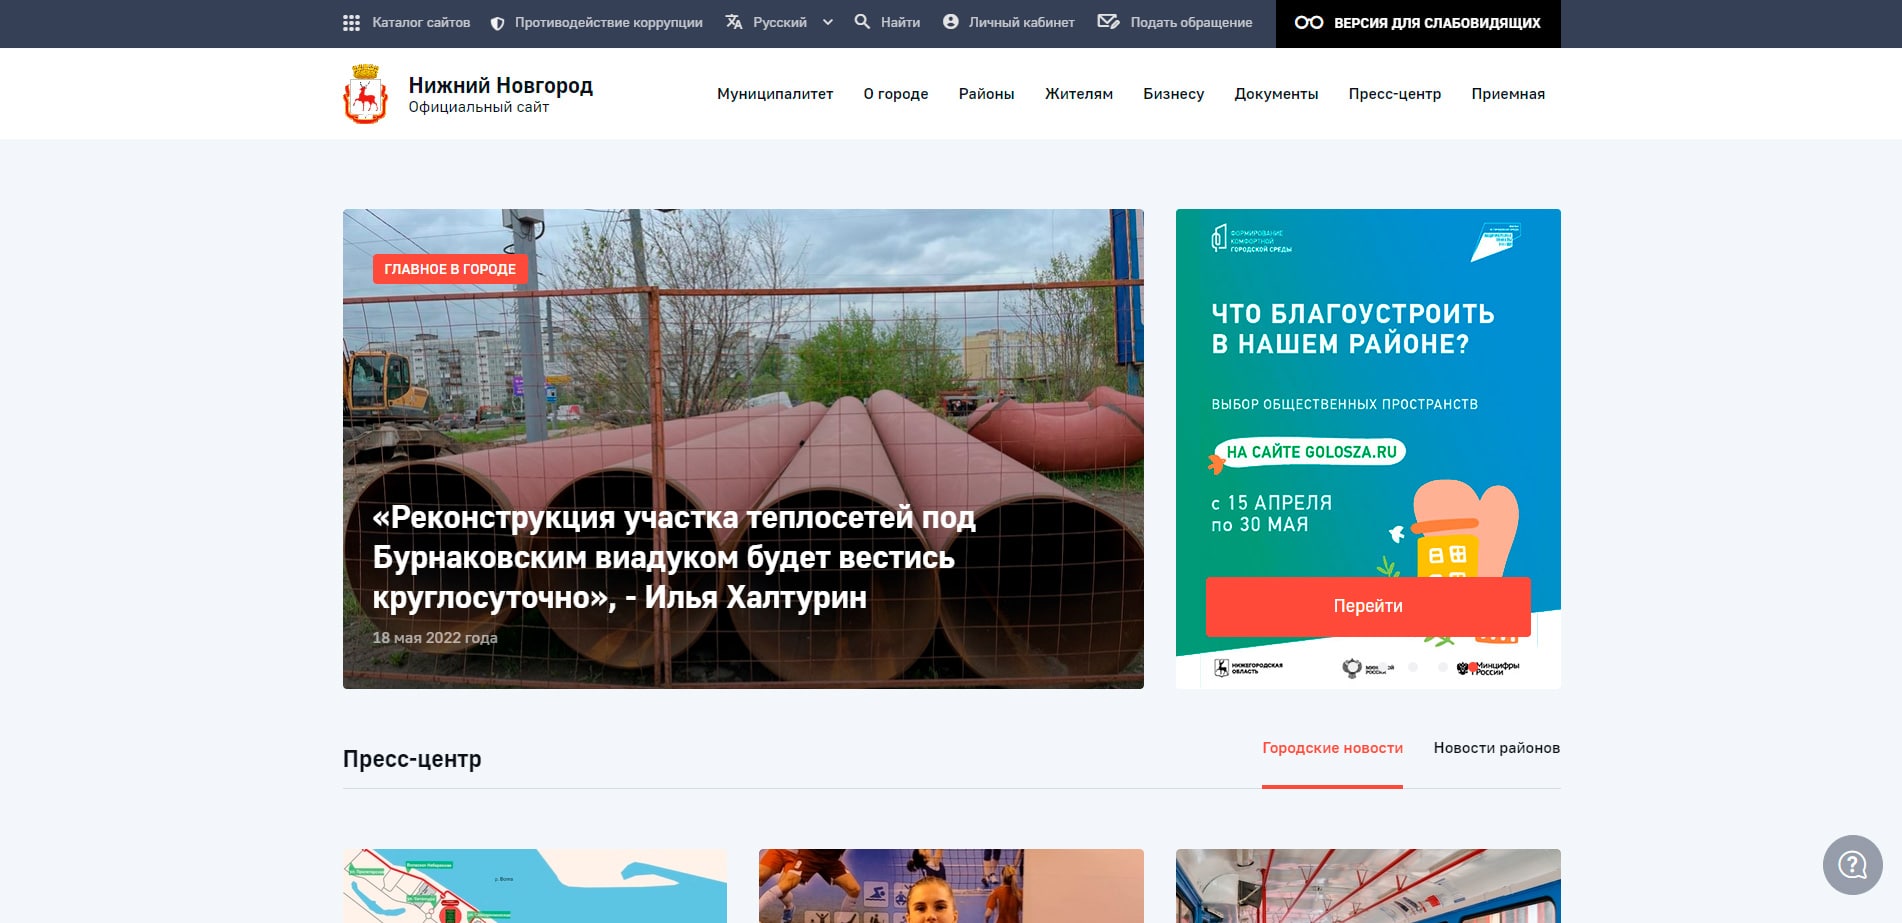 Каталог сайтов
Противодействие коррупции
Русский
Найти
Личный кабинет
Подать обращение
ВЕРСИЯ ДЛЯ СЛАБОВИДЯЩИХ
Нижний Новгород
Официальный сайт
Муниципалитет
О городе
Районы
Жителям
Бизнесу
Документы
Пресс-центр
Приемная
ГЛАВНОЕ В ГОРОДЕ
«Реконструкция участка теплосетей под
Бурнаковским виадуком будет вестись
круглосуточно», - Илья Халтурин
18 мая 2022 года
ФОРМИРОВАНИЕ
КОМФОРТНОЙ
ГОРОДСКОЙ СРЕДЫ
ЧТО БЛАГОУСТРОИТЬ
В НАШЕМ РАЙОНЕ?
ВЫБОР ОБЩЕСТВЕННЫХ ПРОСТРАНСТВ
НА САЙТЕ GOLOSZA.RU
с 15 АПРЕЛЯ
по 30 МАЯ
Перейти
НИЖЕГОРОДСКАЯ
ОБЛАСТЬ
РОССИИ
Минцифры
России
Пресс-центр
Городские новости
Новости районов
р. Волга